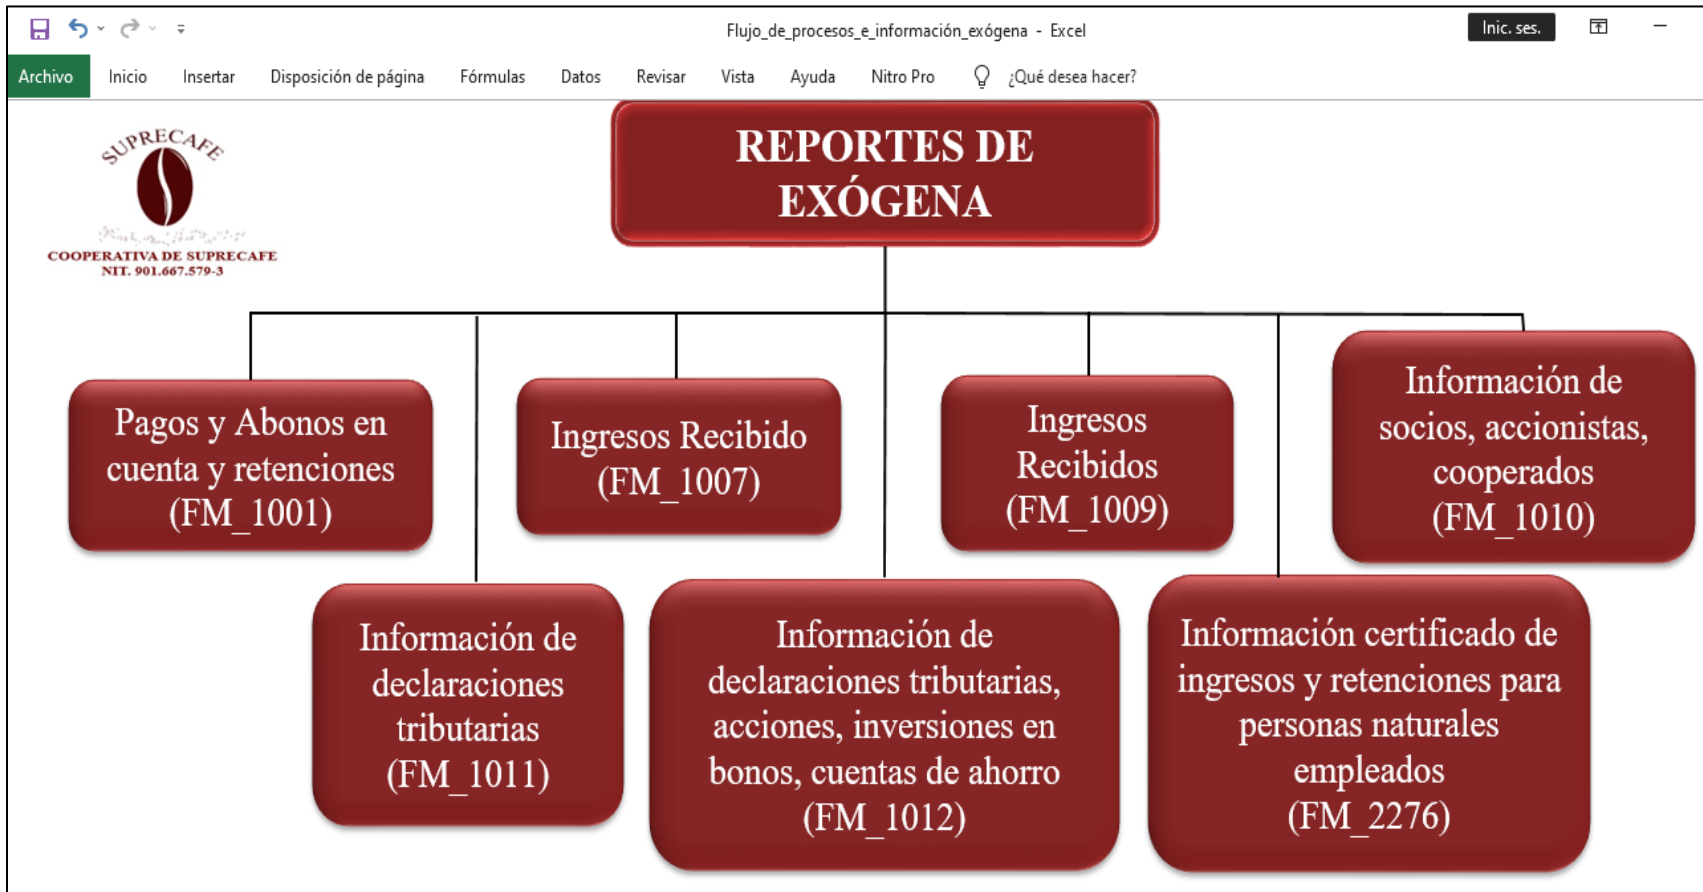 Flujo_de_procesos_e_información_exógena - Excel
Inic. ses.
Archivo
Inicio
Insertar
Disposición de página
Fórmulas
Datos
Revisar
Vista
Ayuda
Nitro Pro
¿Qué desea hacer?
SUPRECAFE
COOPERATIVA DE SUPRECAFE
NIT. 901.667.579-3
REPORTES DE
EXÓGENA
Pagos y Abonos en
cuenta y retenciones
(FM_1001)
Ingresos Recibido
(FM_1007)
Ingresos
Recibidos
(FM_1009)
Información de
socios, accionistas,
cooperados
(FM_1010)
Información de
declaraciones
tributarias
(FM_1011)
Información de
declaraciones tributarias,
acciones, inversiones en
bonos, cuentas de ahorro
(FM_1012)
Información certificado de
ingresos y retenciones para
personas naturales
empleados
(FM_2276)